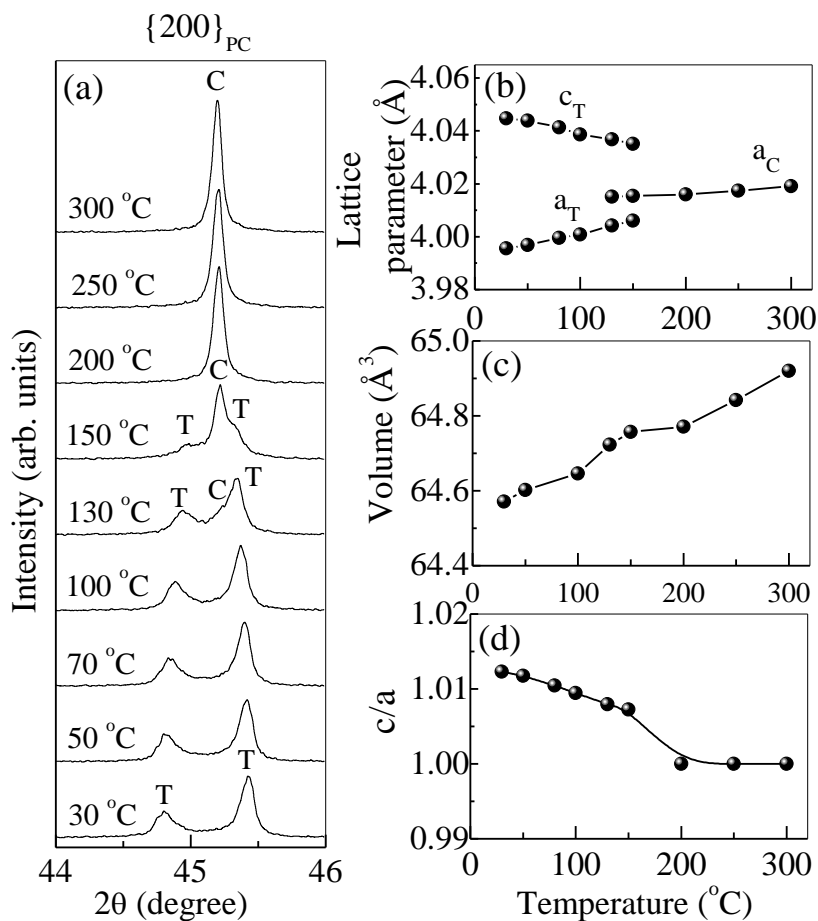 {200}PC
(a)
C
300 °C
250 °C
200 °C
C
T
T
150 °C
T
C
T
130 °C
100 °C
70 °C
50 °C
T
T
30 °C
44
45
46
2θ (degree)
Intensity (arb. units)
(b)
4.06
4.04
4.02
4.00
3.98
cT
aC
aT
0
100
200
300
Lattice
parameter (Å)
(c)
65.0
64.8
64.6
64.4
0
100
200
300
Volume (Å³)
(d)
1.02
1.01
1.00
0.99
0
100
200
300
c/a
Temperature (°C)